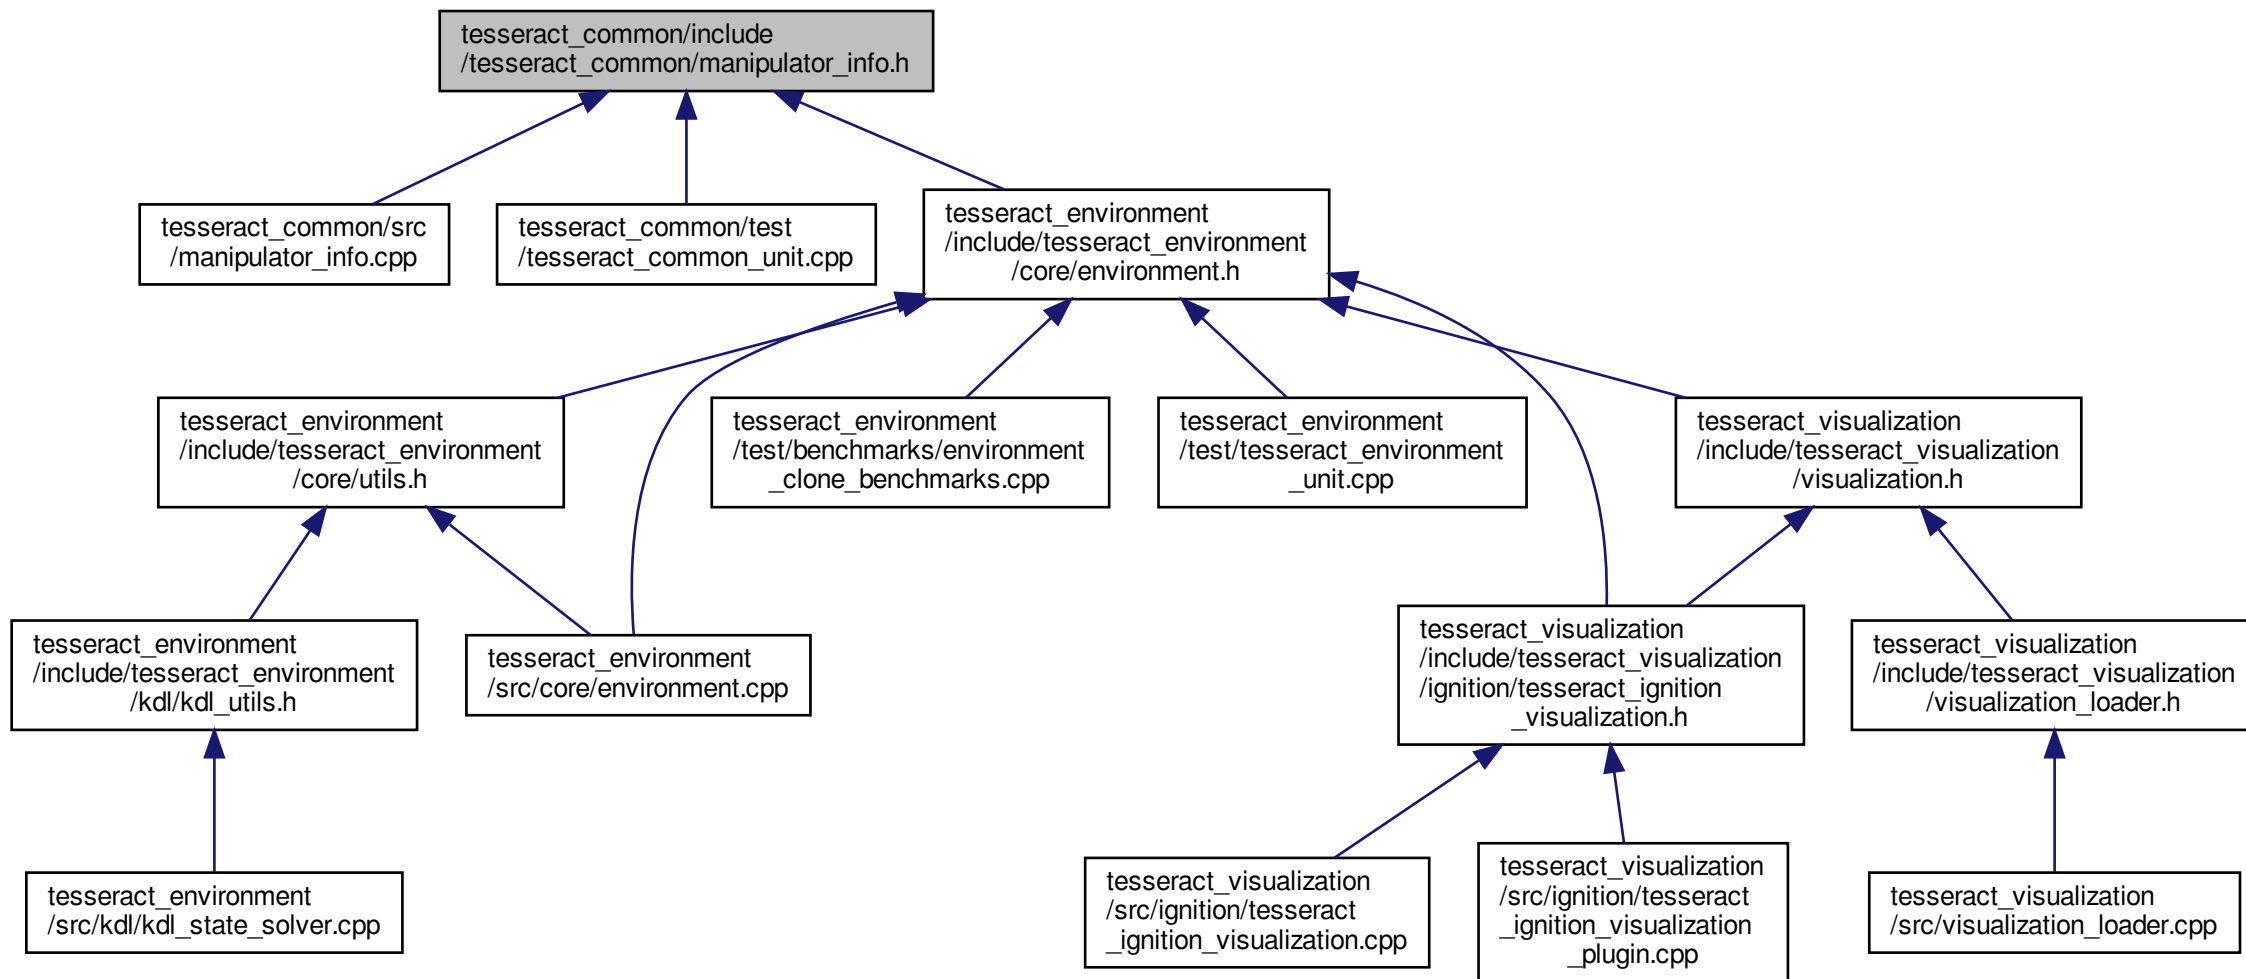 tesseract_common/include
/tesseract_common/manipulator_info.h
tesseract_common/src
/manipulator_info.cpp
tesseract_common/test
/tesseract_common_unit.cpp
tesseract_environment
/include/tesseract_environment
/core/environment.h
tesseract_environment
/include/tesseract_environment
/core/utils.h
tesseract_environment
/test/benchmarks/environment
_clone_benchmarks.cpp
tesseract_environment
/test/tesseract_environment
_unit.cpp
tesseract_visualization
/include/tesseract_visualization
/visualization.h
tesseract_environment
/include/tesseract_environment
/kdl/kdl_utils.h
tesseract_environment
/src/core/environment.cpp
tesseract_visualization
/include/tesseract_visualization
/ignition/tesseract_ignition
_visualization.h
tesseract_visualization
/include/tesseract_visualization
/visualization_loader.h
tesseract_environment
/src/kdl/kdl_state_solver.cpp
tesseract_visualization
/src/ignition/tesseract
_ignition_visualization.cpp
tesseract_visualization
/src/ignition/tesseract
_ignition_visualization
_plugin.cpp
tesseract_visualization
/src/visualization_loader.cpp